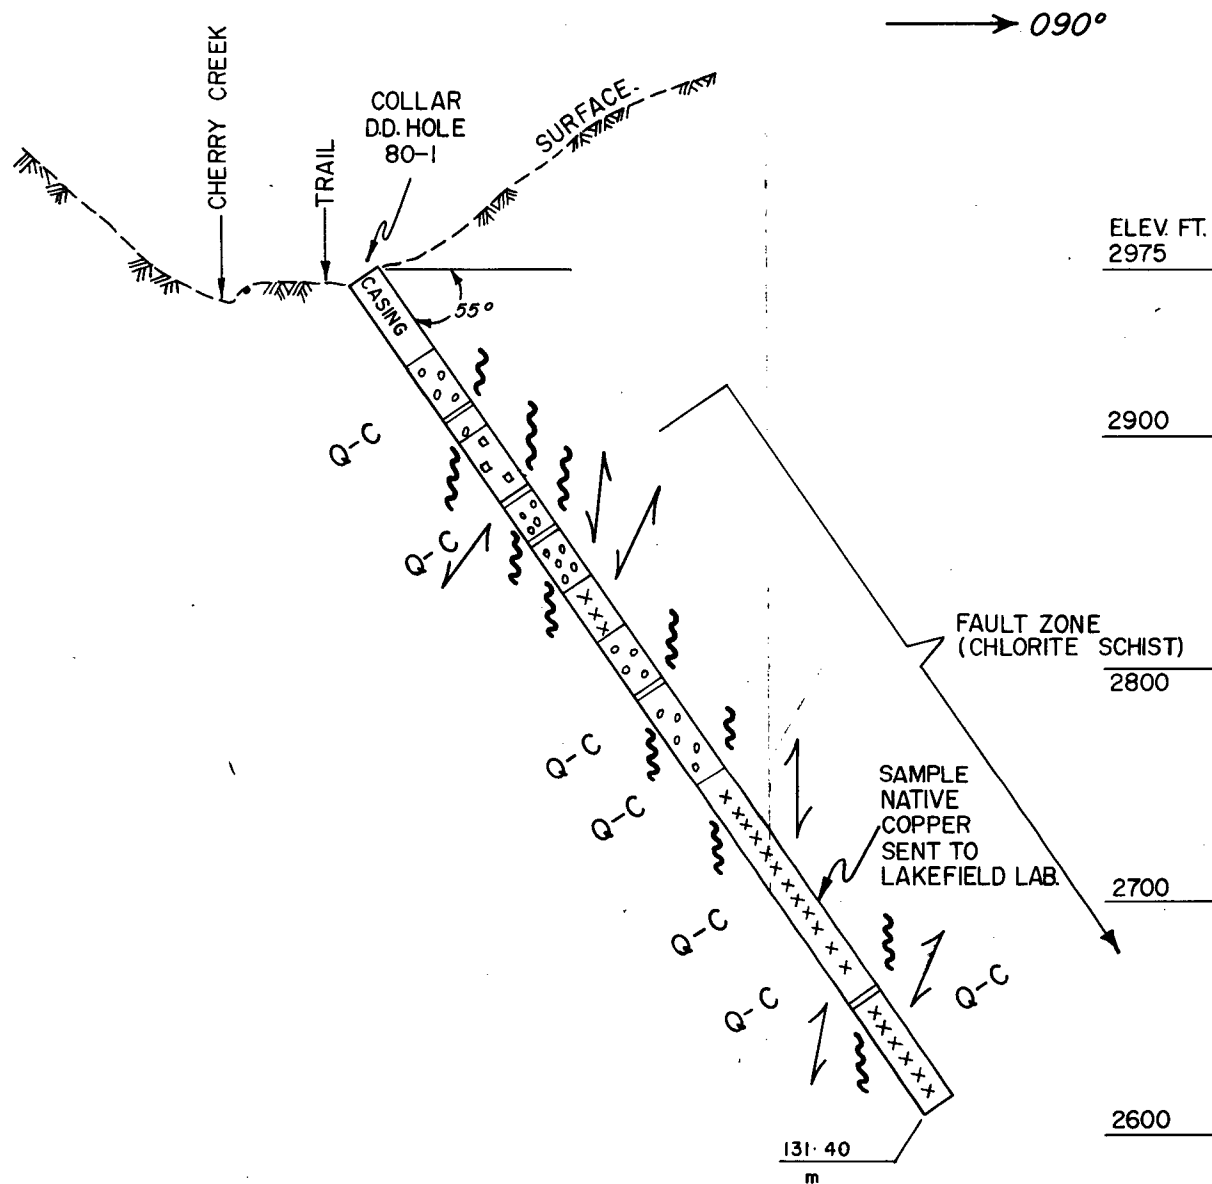 090°
CHERRY CREEK
TRAIL
COLLAR
D.D. HOLE
80-1
SURFACE.
ELEV. FT.
2975
CASING
55°
2900
Q-C
Q-C
FAULT ZONE
(CHLORITE SCHIST)
2800
Q-C
Q-C
SAMPLE
NATIVE
COPPER
SENT TO
LAKEFIELD LAB.
2700
Q-C
Q-C
Q-C
2600
131.40
m